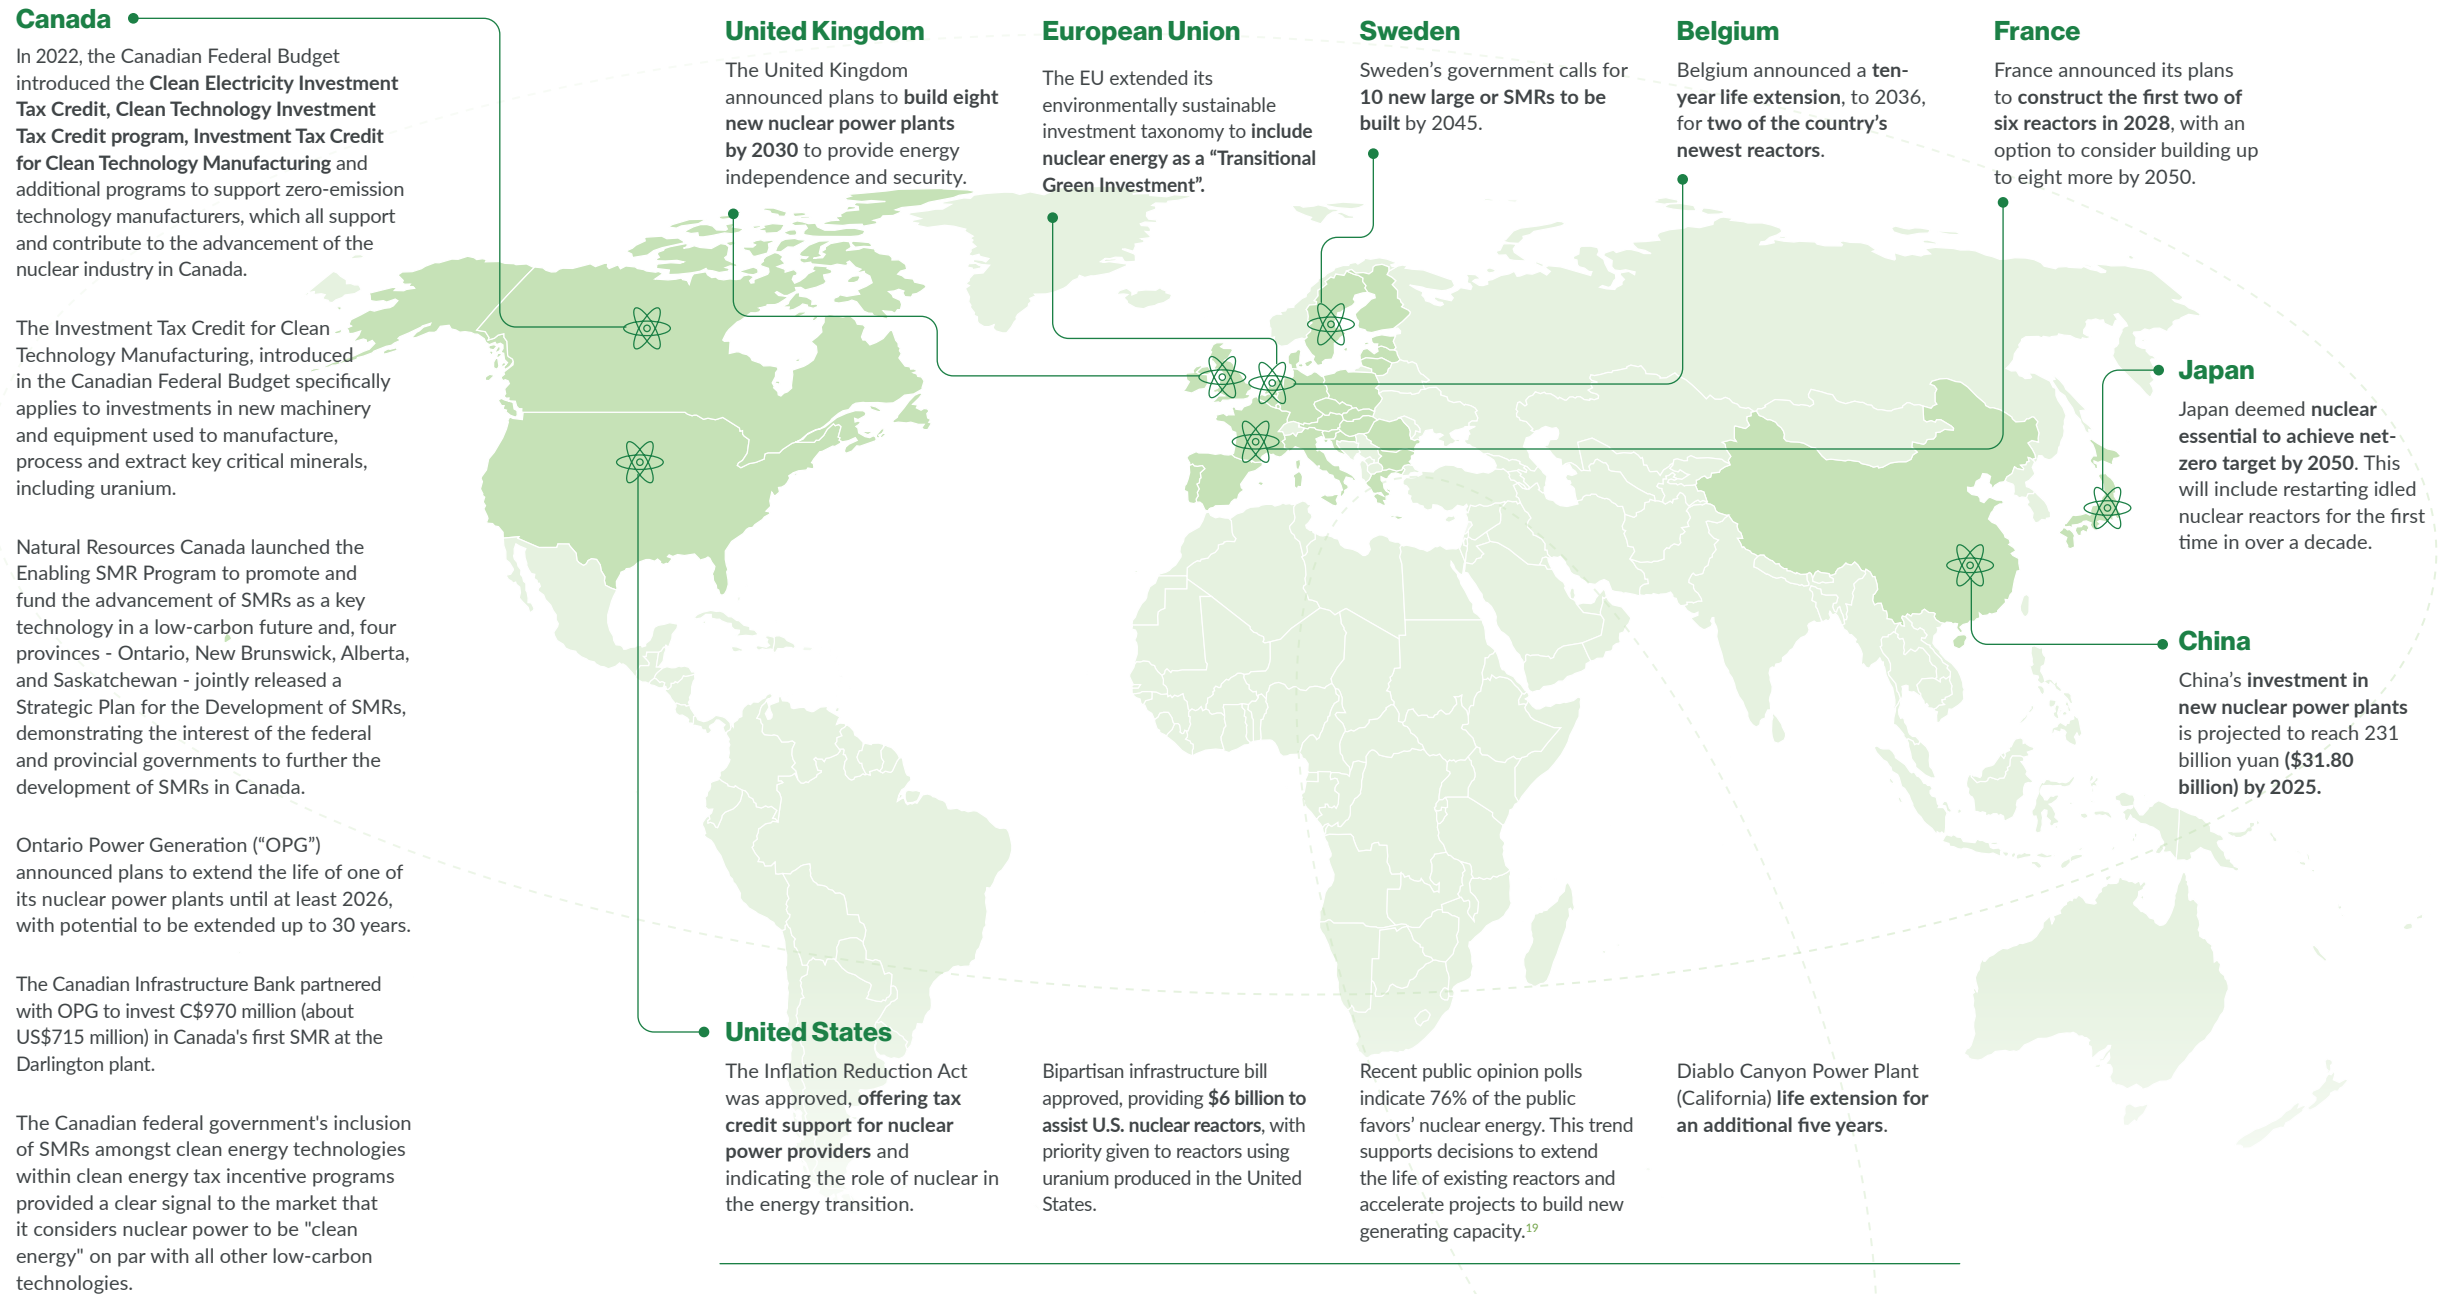 Canada
In 2022, the Canadian Federal Budget
introduced the Clean Electricity Investment
Tax Credit, Clean Technology Investment
Tax Credit program, Investment Tax Credit
for Clean Technology Manufacturing and
additional programs to support zero-emission
technology manufacturers, which all support
and contribute to the advancement of the
nuclear industry in Canada.
The Investment Tax Credit for Clean
Technology Manufacturing, introduced
in the Canadian Federal Budget specifically
applies to investments in new machinery
and equipment used to manufacture,
process and extract key critical minerals,
including uranium.
Natural Resources Canada launched the
Enabling SMR Program to promote and
fund the advancement of SMRs as a key
technology in a low-carbon future and, four
provinces - Ontario, New Brunswick, Alberta,
and Saskatchewan - jointly released a
Strategic Plan for the Development of SMRs,
demonstrating the interest of the federal
and provincial governments to further the
development of SMRs in Canada.
Ontario Power Generation (“OPG”)
announced plans to extend the life of one of
its nuclear power plants until at least 2026,
with potential to be extended up to 30 years.
The Canadian Infrastructure Bank partnered
with OPG to invest C$970 million (about
US$715 million) in Canada's first SMR at the
Darlington plant.
The Canadian federal government's inclusion
of SMRs amongst clean energy technologies
within clean energy tax incentive programs
provided a clear signal to the market that
it considers nuclear power to be "clean
energy" on par with all other low-carbon
technologies.
United Kingdom
The United Kingdom
announced plans to build eight
new nuclear power plants
by 2030 to provide energy
independence and security.
European Union
The EU extended its
environmentally sustainable
investment taxonomy to include
nuclear energy as a “Transitional
Green Investment”.
Sweden
Sweden’s government calls for
10 new large or SMRs to be
built by 2045.
Belgium
Belgium announced a ten-
year life extension, to 2036,
for two of the country’s
newest reactors.
France
France announced its plans
to construct the first two of
six reactors in 2028, with an
option to consider building up
to eight more by 2050.
Japan
Japan deemed nuclear
essential to achieve net-
zero target by 2050. This
will include restarting idled
nuclear reactors for the first
time in over a decade.
China
China’s investment in
new nuclear power plants
is projected to reach 231
billion yuan ($31.80
billion) by 2025.
United States
The Inflation Reduction Act
was approved, offering tax
credit support for nuclear
power providers and
indicating the role of nuclear in
the energy transition.
Bipartisan infrastructure bill
approved, providing $6 billion to
assist U.S. nuclear reactors, with
priority given to reactors using
uranium produced in the United
States.
Recent public opinion polls
indicate 76% of the public
favors’ nuclear energy. This trend
supports decisions to extend
the life of existing reactors and
accelerate projects to build new
generating capacity.19
Diablo Canyon Power Plant
(California) life extension for
an additional five years.